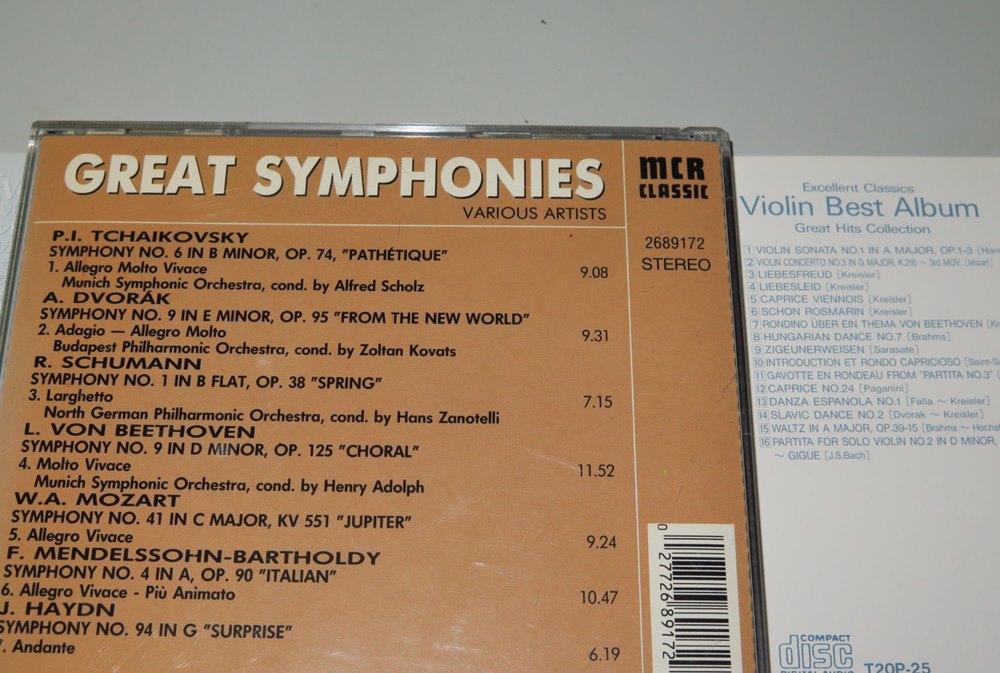 GREAT SYMPHONIES
VARIOUS ARTISTS
P.I. TCHAIKOVSKY
SYMPHONY NO. 6 IN B MINOR, OP. 74, "PATHÉTIQUE"
1. Allegro Molto Vivace 9.08
Munich Symphonic Orchestra, cond. by Alfred Scholz
A. DVORÁK
SYMPHONY NO. 9 IN E MINOR, OP. 95 "FROM THE NEW WORLD"
2. Adagio — Allegro Molto 9.31
Budapest Philharmonic Orchestra, cond. by Zoltan Kovats
R. SCHUMANN
SYMPHONY NO. 1 IN B FLAT, OP. 38 "SPRING"
3. Larghetto 7.15
North German Philharmonic Orchestra, cond. by Hans Zanotelli
L. VON BEETHOVEN
SYMPHONY NO. 9 IN D MINOR, OP. 125 "CHORAL"
4. Molto Vivace 11.52
Munich Symphonic Orchestra, cond. by Henry Adolph
W.A. MOZART
SYMPHONY NO. 41 IN C MAJOR, KV 551 "JUPITER"
5. Allegro Vivace 9.24
F. MENDELSSOHN-BARTHOLDY
SYMPHONY NO. 4 IN A, OP. 90 "ITALIAN"
6. Allegro Vivace - Più Animato 10.47
J. HAYDN
SYMPHONY NO. 94 IN G "SURPRISE"
7. Andante 6.19
MCR
CLASSIC
2689172
STEREO
0 27726 89172
Excellent Classics
Violin Best Album
Great Hits Collection
1 VIOLIN SONATA NO.1 IN A MAJOR, OP.1-3
2 VIOLIN CONCERTO NO.3 IN G MAJOR, K.216 ~ 3rd MOV. [Mozart]
3 LIEBESFREUD [Kreisler]
4 LIEBESLEID [Kreisler]
5 CAPRICE VIENNOIS [Kreisler]
6 SCHON ROSMARIN [Kreisler]
7 RONDINO ÜBER EIN THEMA VON BEETHOVEN
8 HUNGARIAN DANCE NO.7 [Brahms]
9 ZIGEUNERWEISEN [Sarasate]
10 INTRODUCTION ET RONDO CAPRICIOSO
11 GAVOTTE EN RONDEAU FROM "PARTITA NO.3"
12 CAPRICE NO.24 [Paganini]
13 DANZA ESPANOLA NO.1 [Falla ~ Kreisler]
14 SLAVIC DANCE NO.2 [Dvorak ~ Kreisler]
15 WALTZ IN A MAJOR, OP.39-15 [Brahms ~
16 PARTITA FOR SOLO VIOLIN NO.2 IN D MINOR,
~ GIGUE [J.S.Bach]
COMPACT
disc
DIGITAL AUDIO
T20P-25